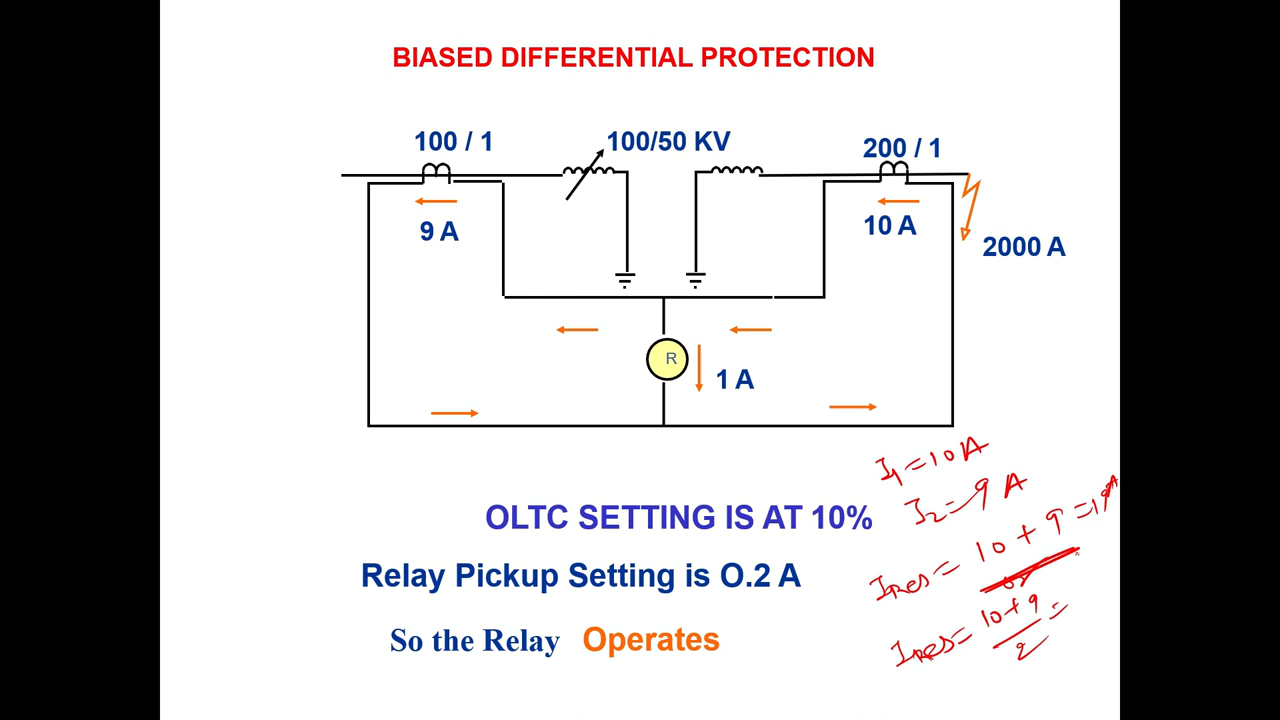 BIASED DIFFERENTIAL PROTECTION
100 / 1
100/50 KV
200 / 1
9 A
10 A
2000 A
R
1 A
I1 = 10A
I2 = 9 A
IRes = 10 + 9 = 19A
IRes = 10+9 / 2 =
OLTC SETTING IS AT 10%
Relay Pickup Setting is O.2 A
So the Relay Operates